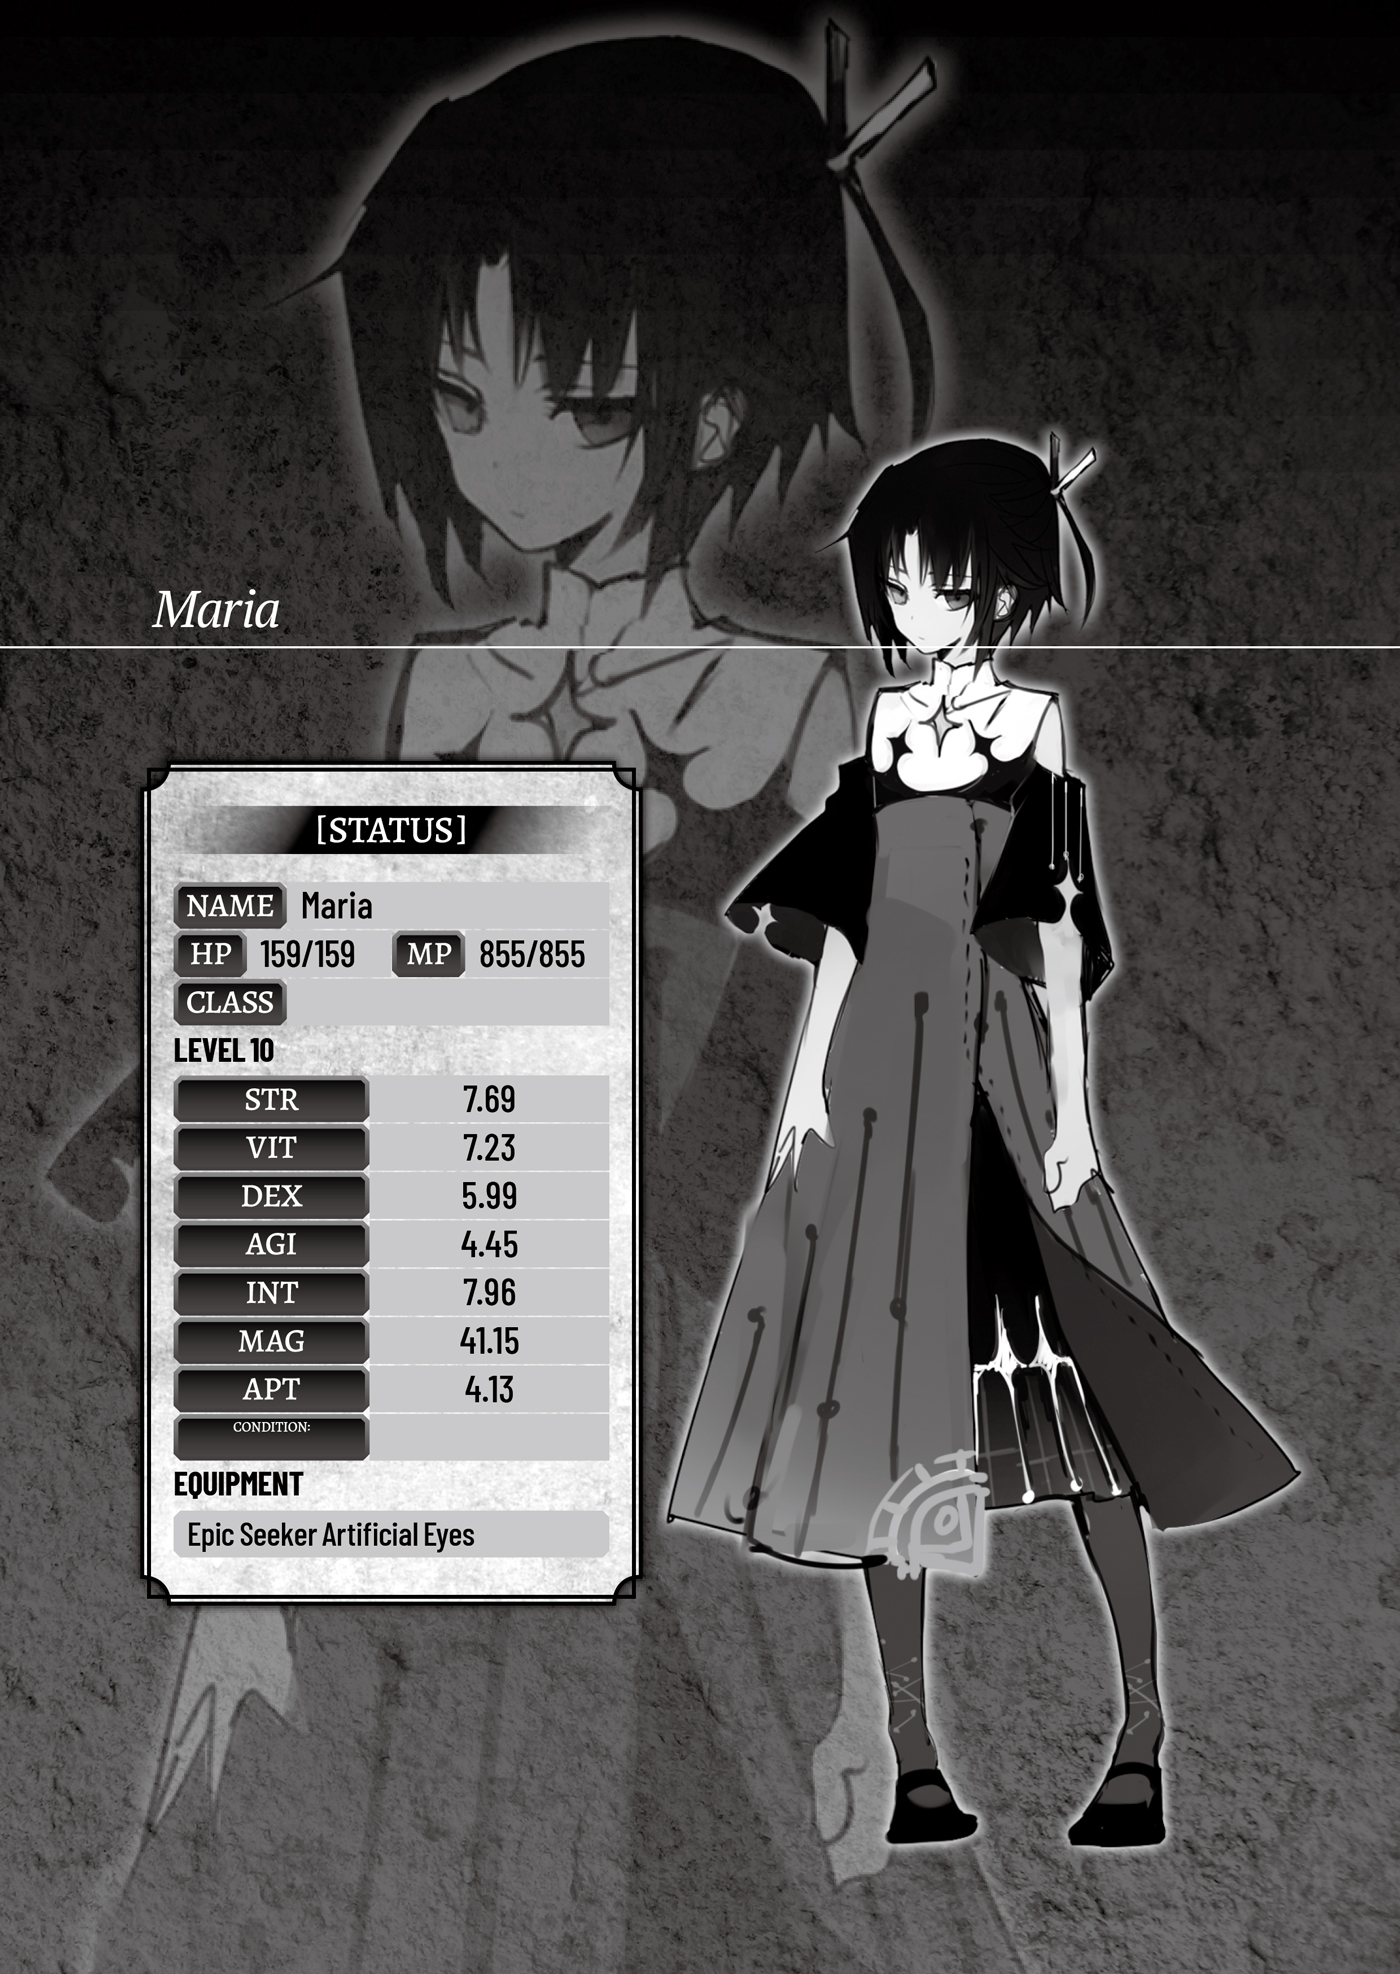 Maria
[STATUS]
NAME Maria
HP 159/159 MP 855/855
CLASS
LEVEL 10
STR 7.69
VIT 7.23
DEX 5.99
AGI 4.45
INT 7.96
MAG 41.15
APT 4.13
CONDITION:
EQUIPMENT
Epic Seeker Artificial Eyes